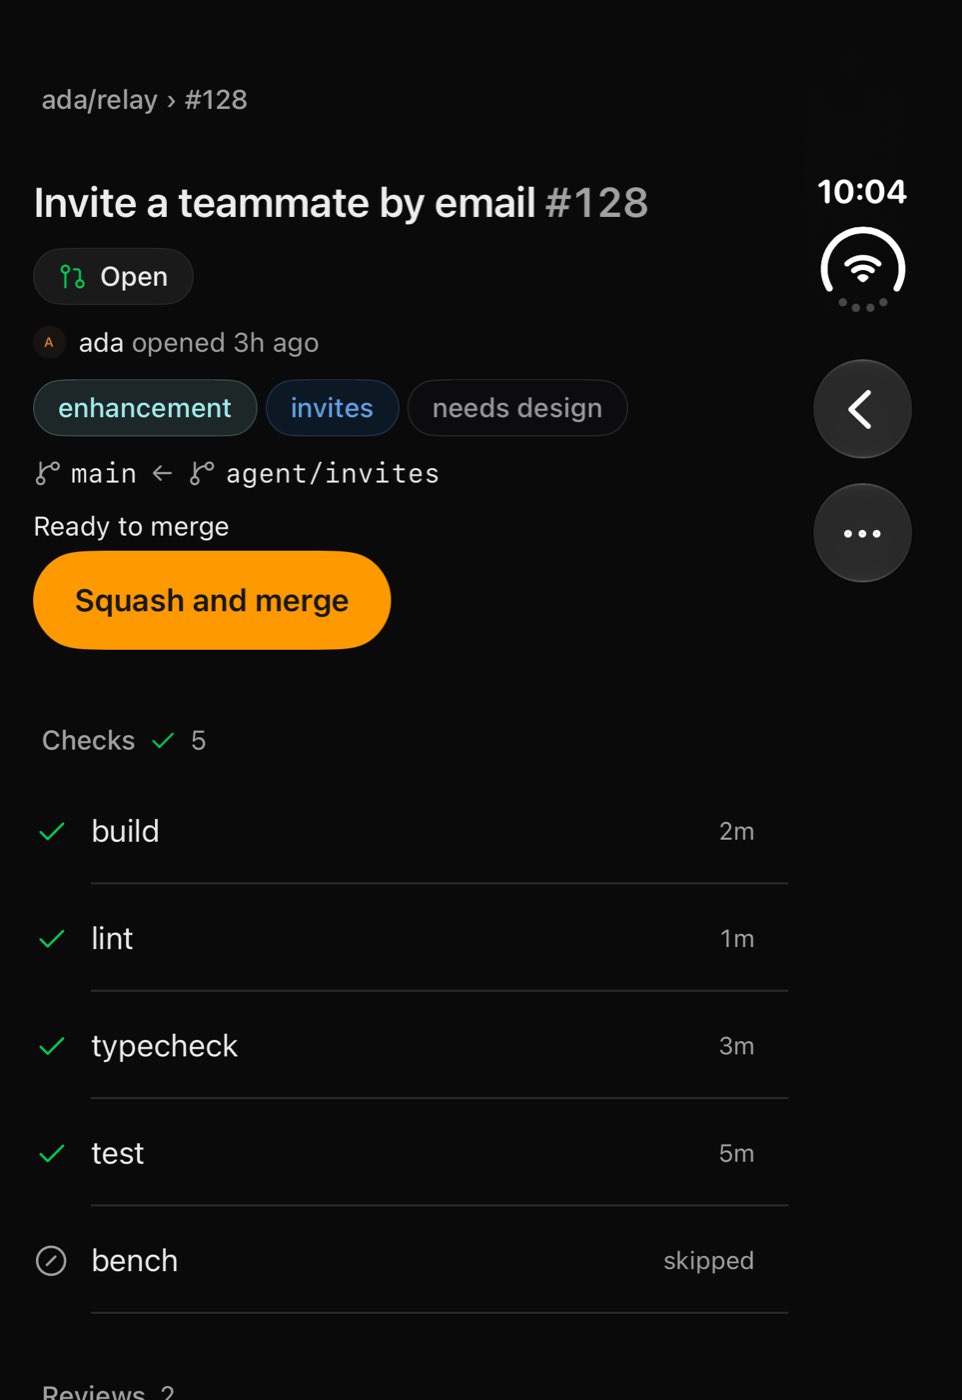 ada/relay › #128
Invite a teammate by email #128
10:04
Open
A ada opened 3h ago
enhancement invites needs design
main ← agent/invites
Ready to merge
Squash and merge
Checks 5
build 2m
lint 1m
typecheck 3m
test 5m
bench skipped
Reviews 2